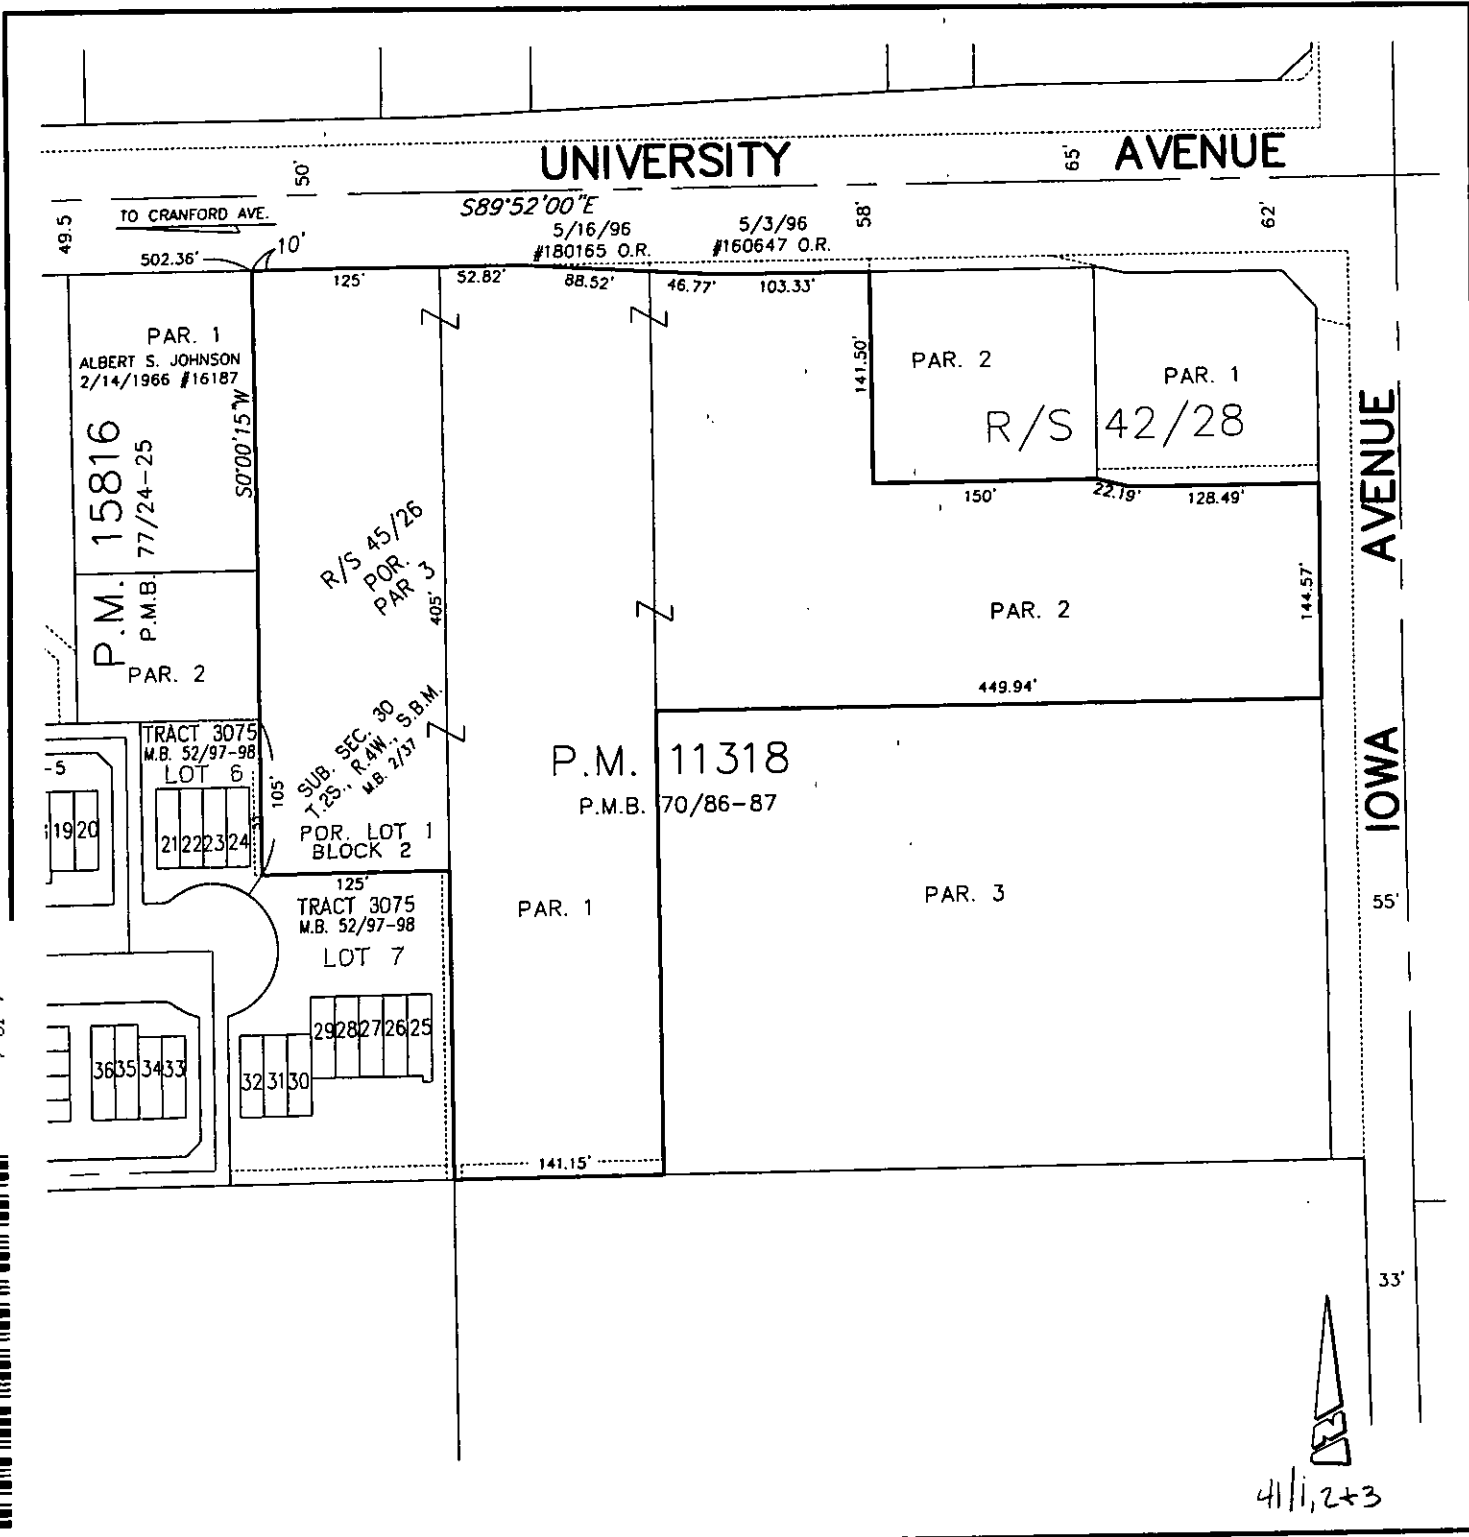 UNIVERSITY AVENUE
50'
65'
49.5
TO CRANFORD AVE.
S89°52'00"E
58'
62'
5/16/96
#180165 O.R.
5/3/96
#160647 O.R.
502.36'
10'
125'
52.82'
88.52'
46.77'
103.33'
PAR. 1
ALBERT S. JOHNSON
2/14/1966 #16187
S0°00'15"W
P.M. 15816
P.M.B. 77/24-25
PAR. 2
141.50'
PAR. 2
PAR. 1
R/S 42/28
150'
22.19'
128.49'
IOWA AVENUE
R/S 45/26
POR.
PAR 3
405'
PAR. 2
144.57'
449.94'
TRACT 3075
M.B. 52/97-98
LOT 6
-5
19
20
21
22
23
24
105'
SUB. SEC. 30
T.2S., R.4W., S.B.M.
M.B. 2/37
POR. LOT 1
BLOCK 2
125'
P.M. 11318
P.M.B. 70/86-87
PAR. 1
PAR. 3
55'
TRACT 3075
M.B. 52/97-98
LOT 7
29
28
27
26
25
36
35
34
33
32
31
30
141.15'
33'
N
41/1,2+3